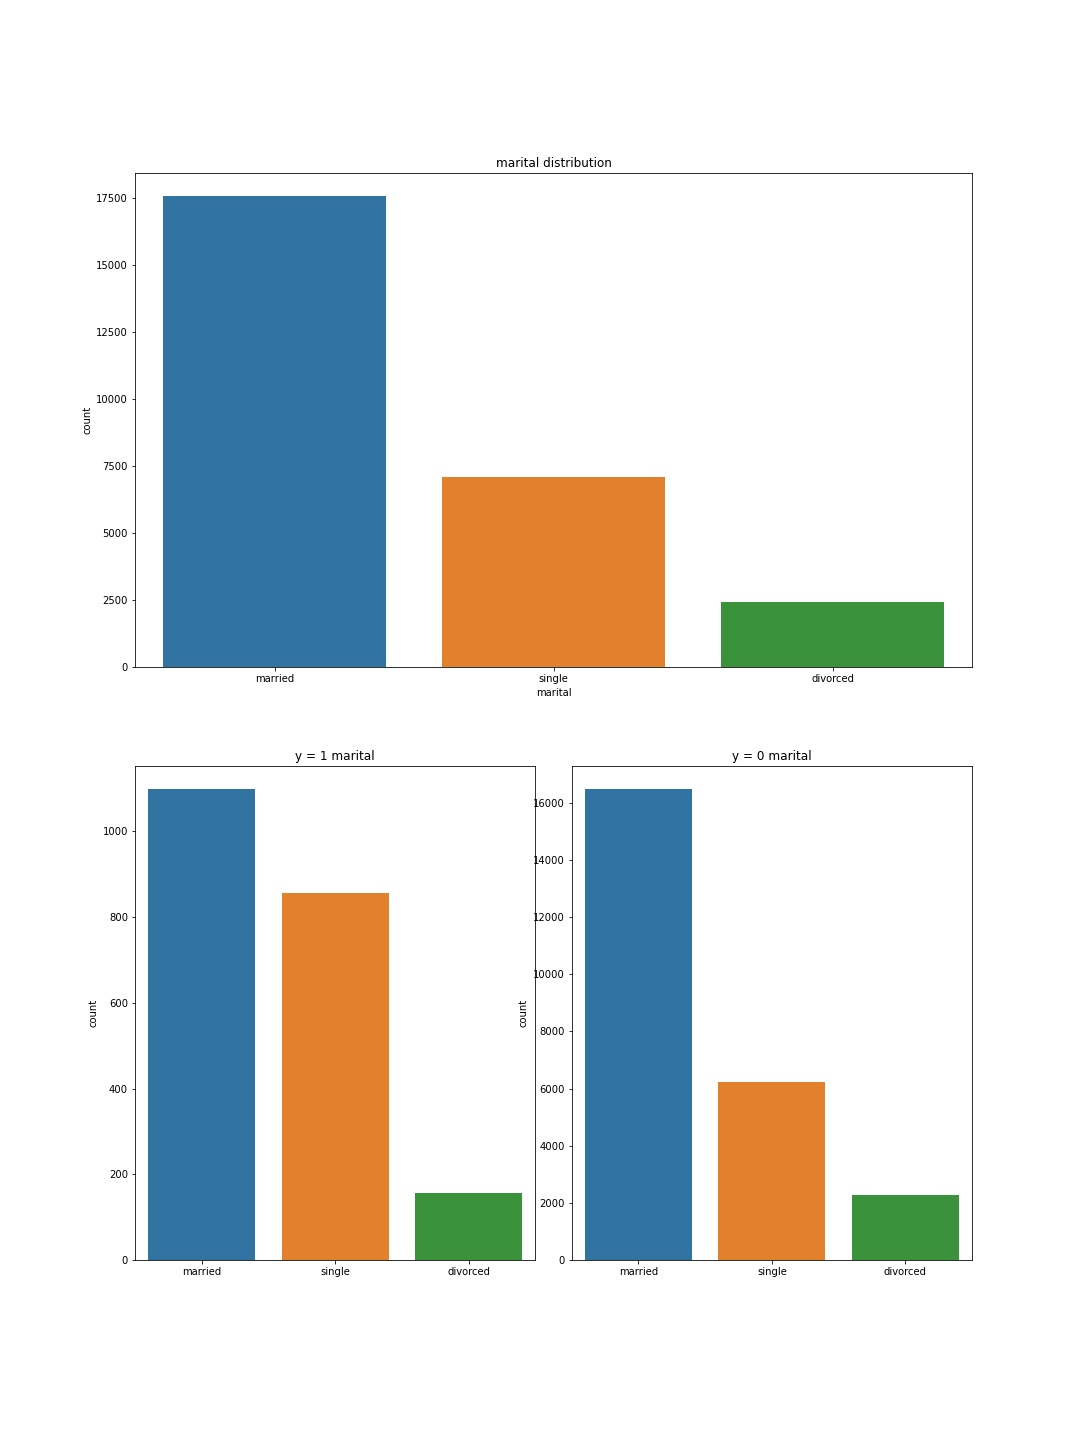 marital distribution
17500
15000
12500
10000
7500
5000
2500
0
count
married single divorced
marital
y = 1 marital
1000
800
600
400
200
0
count
married single divorced
y = 0 marital
16000
14000
12000
10000
8000
6000
4000
2000
0
count
married single divorced